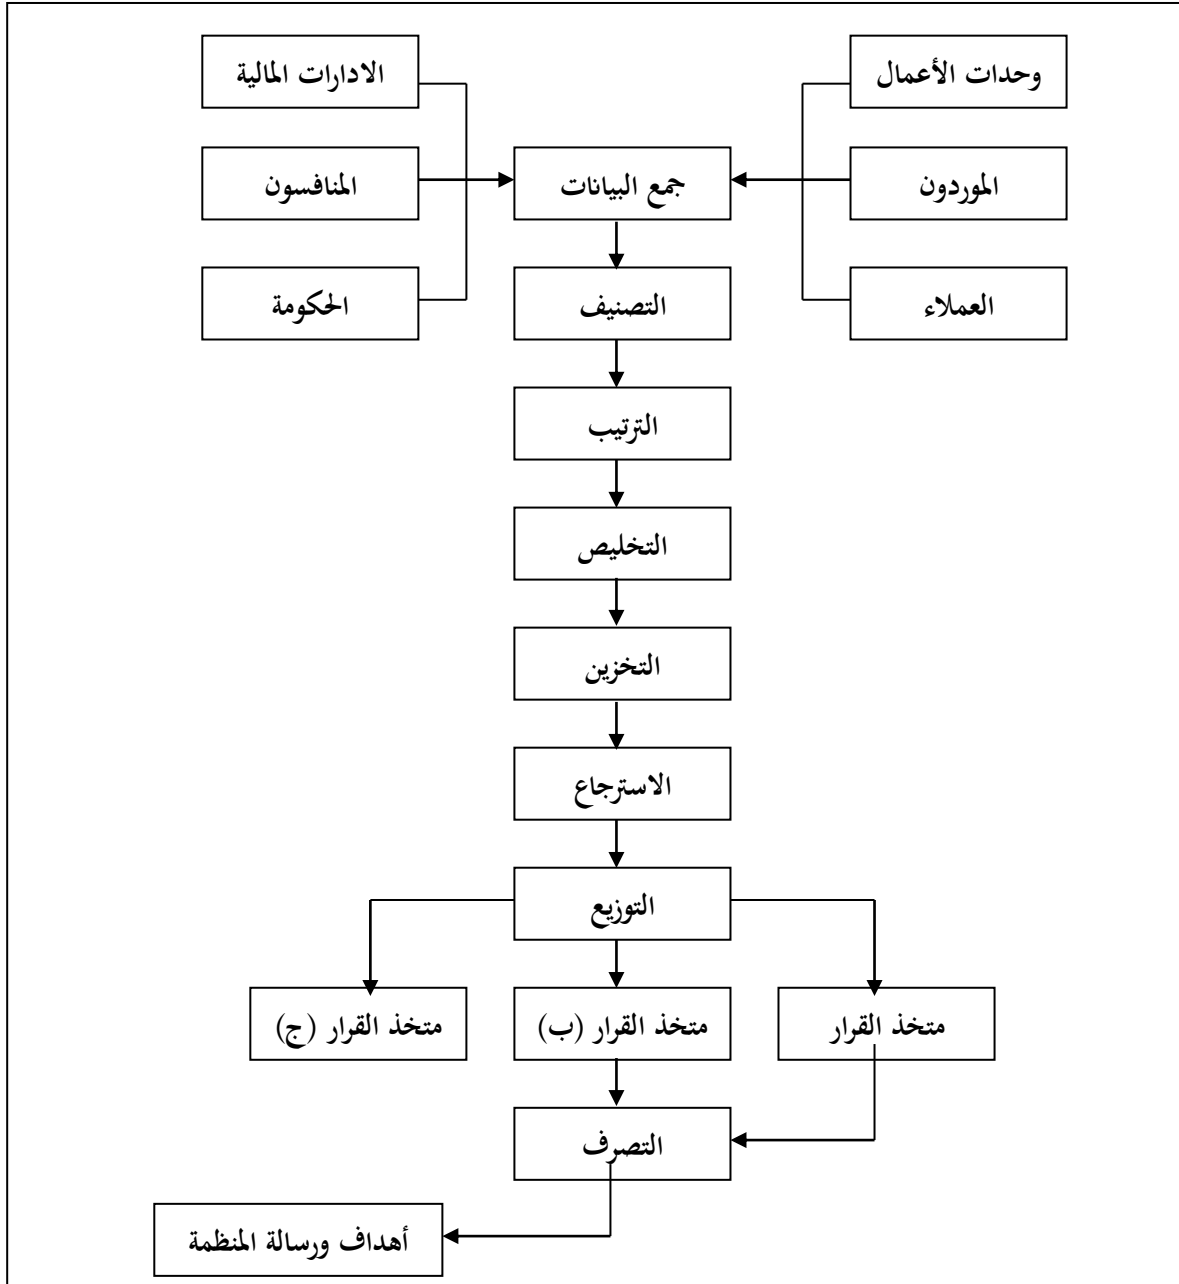 وحدات الأعمال
الادارات المالية
الموردون
جمع البيانات
المنافسون
العملاء
التصنيف
الحكومة
الترتيب
التخليص
التخزين
الاسترجاع
التوزيع
متخذ القرار
متخذ القرار (ب)
متخذ القرار (ج)
التصرف
أهداف ورسالة المنظمة